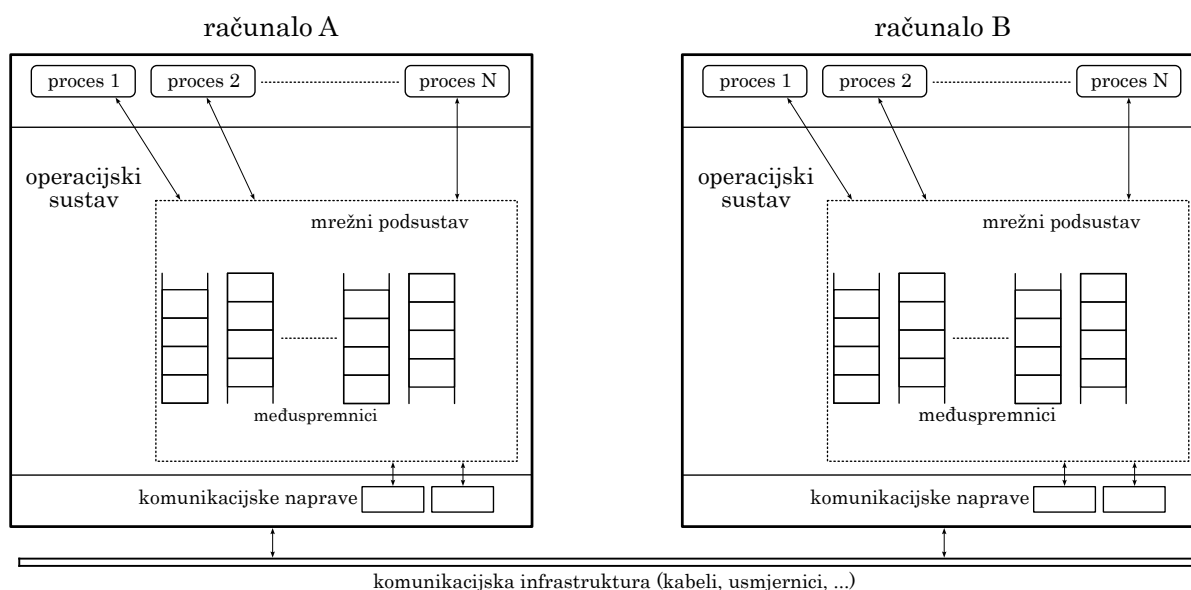 računalo A
proces 1 proces 2 proces N
operacijski
sustav
mrežni podsustav
međuspremnici
komunikacijske naprave
računalo B
proces 1 proces 2 proces N
operacijski
sustav
mrežni podsustav
međuspremnici
komunikacijske naprave
komunikacijska infrastruktura (kabeli, usmjernici, ...)